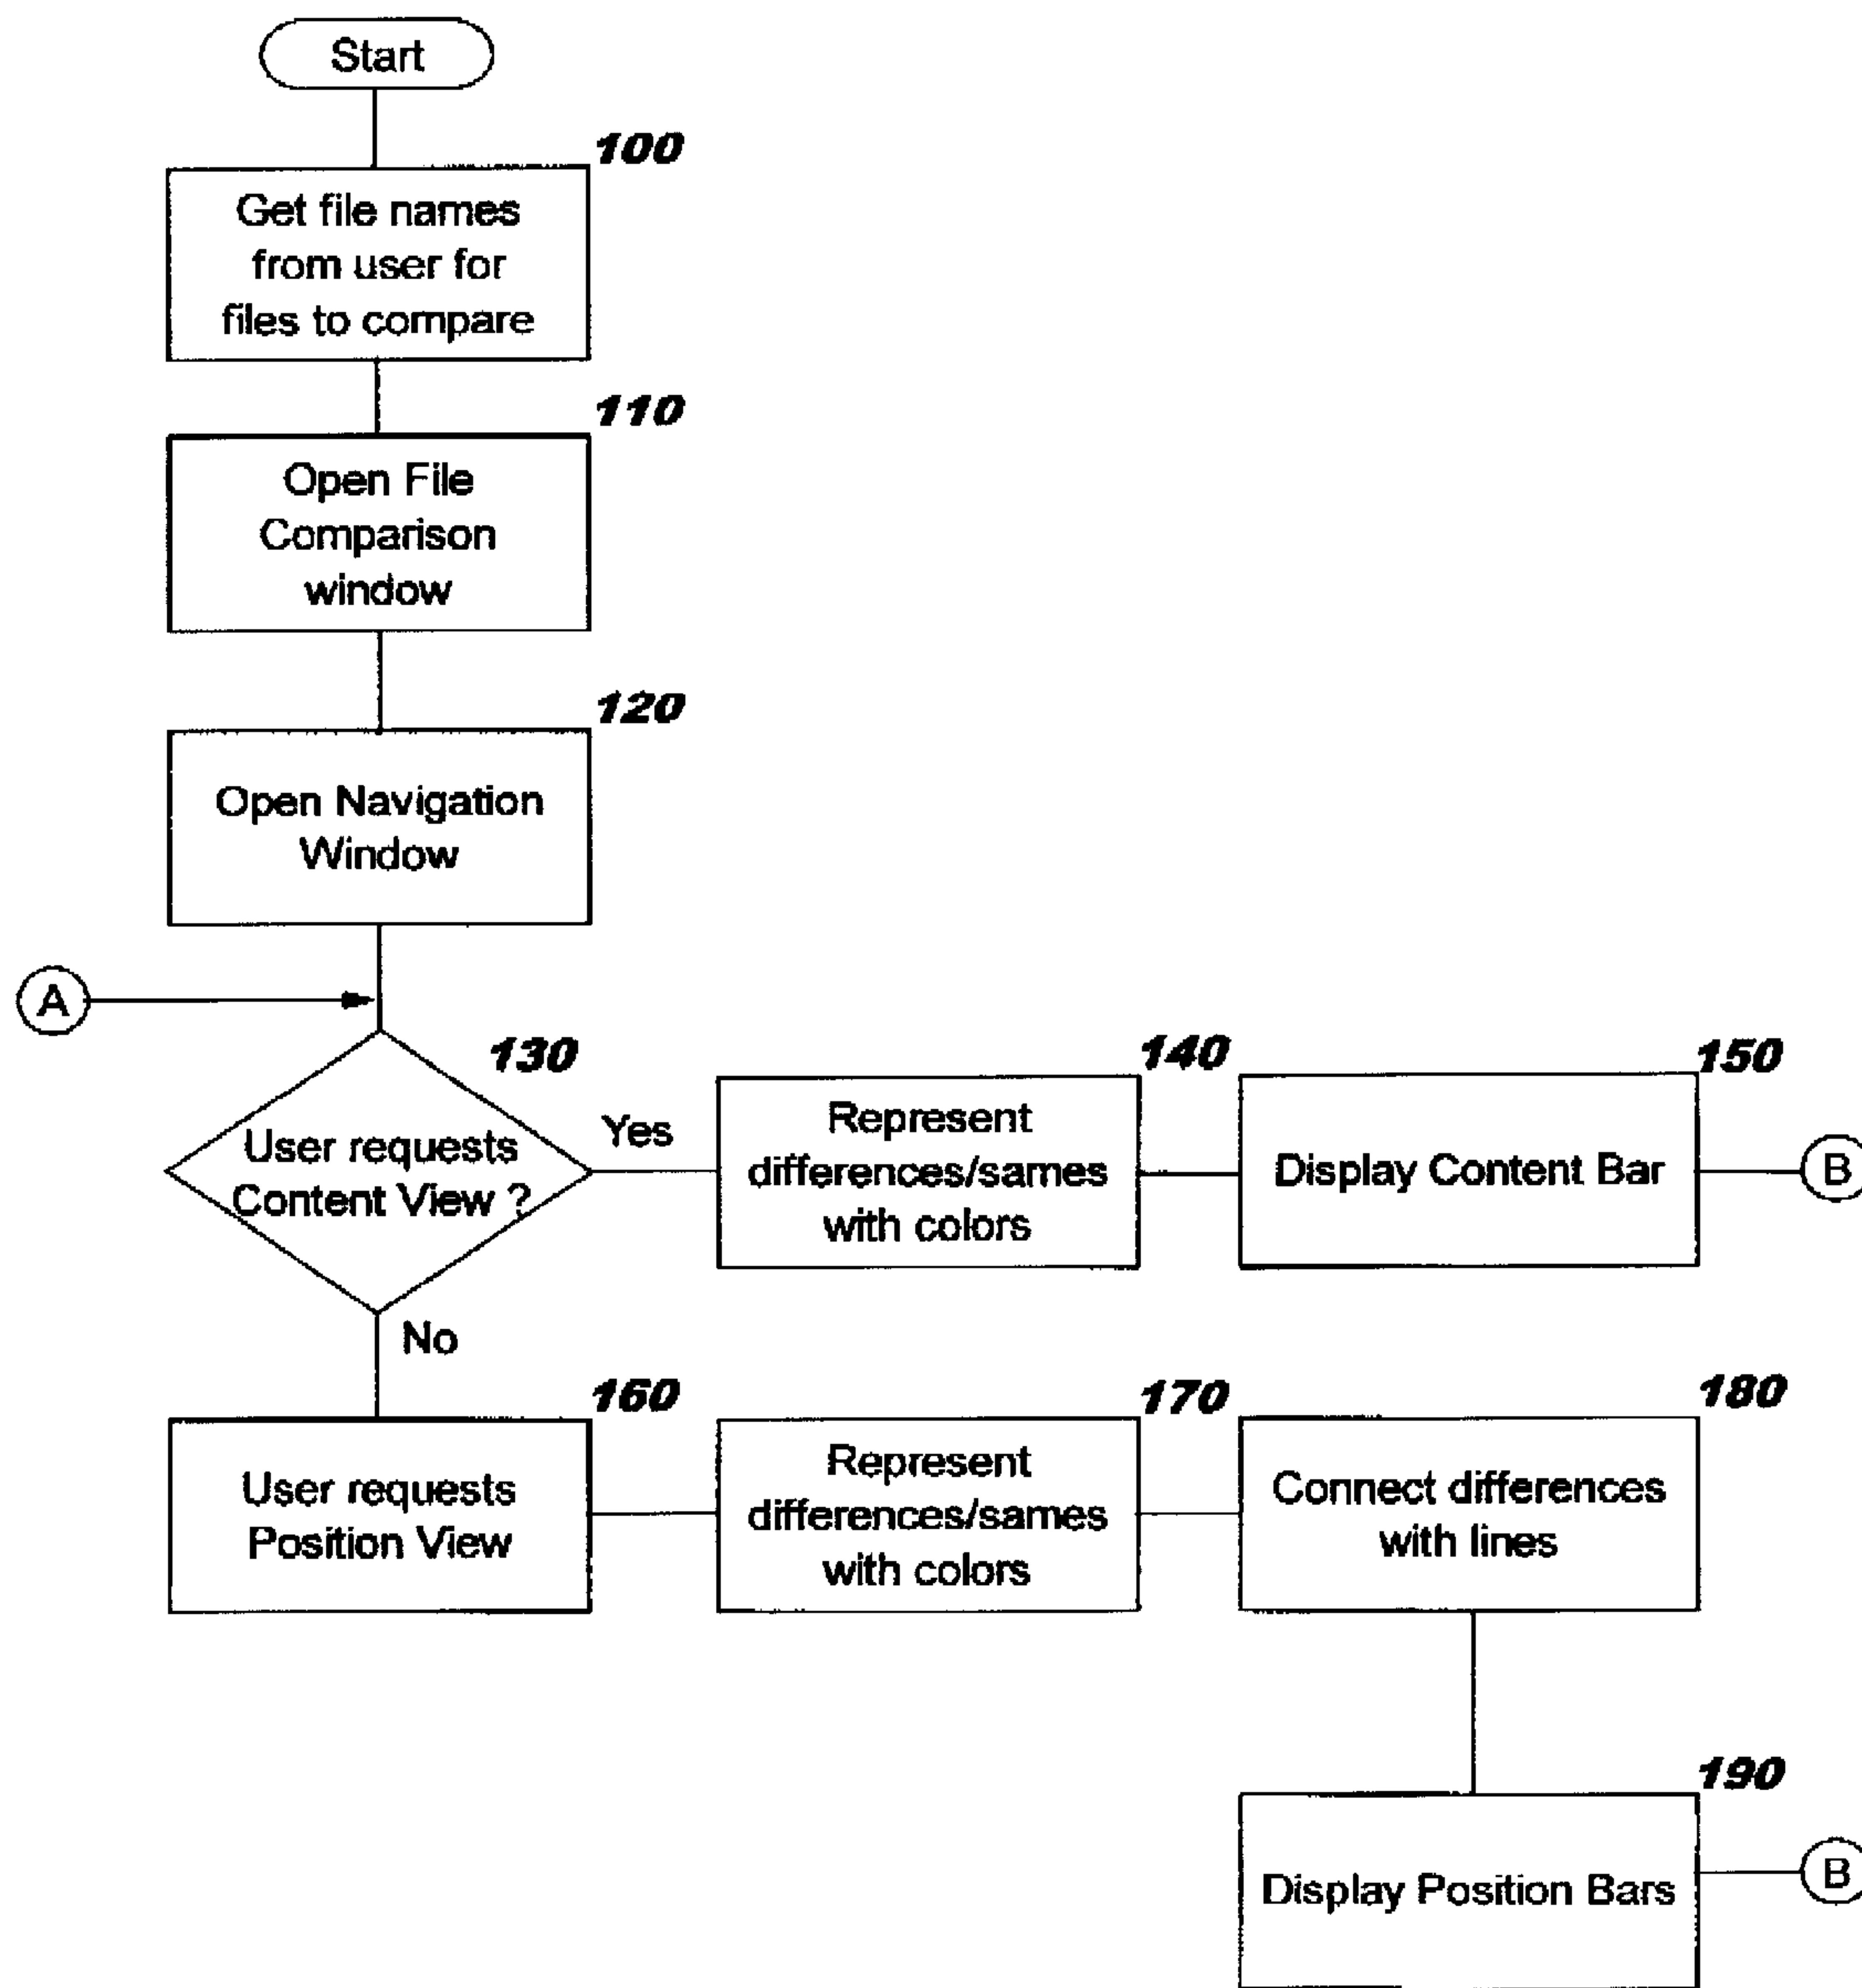 Start
100
Get file names
from user for
files to compare
110
Open File
Comparison
window
120
Open Navigation
Window
A
130
User requests
Content View ?
Yes
140
Represent
differences/sames
with colors
150
Display Content Bar
B
No
160
User requests
Position View
170
Represent
differences/sames
with colors
180
Connect differences
with lines
190
Display Position Bars
B